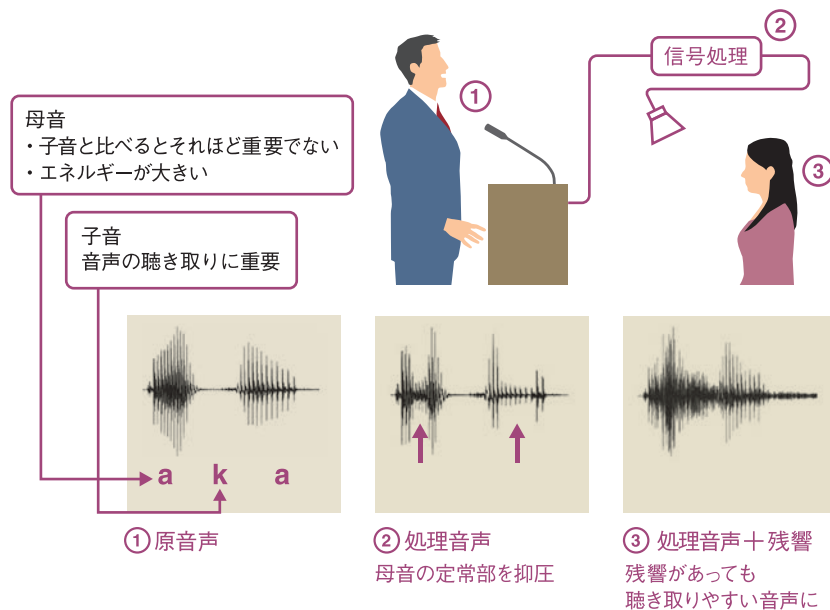 ②
信号処理
①
③
母音
・子音と比べるとそれほど重要でない
・エネルギーが大きい
子音
音声の聴き取りに重要
a k a
① 原音声
② 処理音声
母音の定常部を抑圧
③ 処理音声＋残響
残響があっても
聴き取りやすい音声に